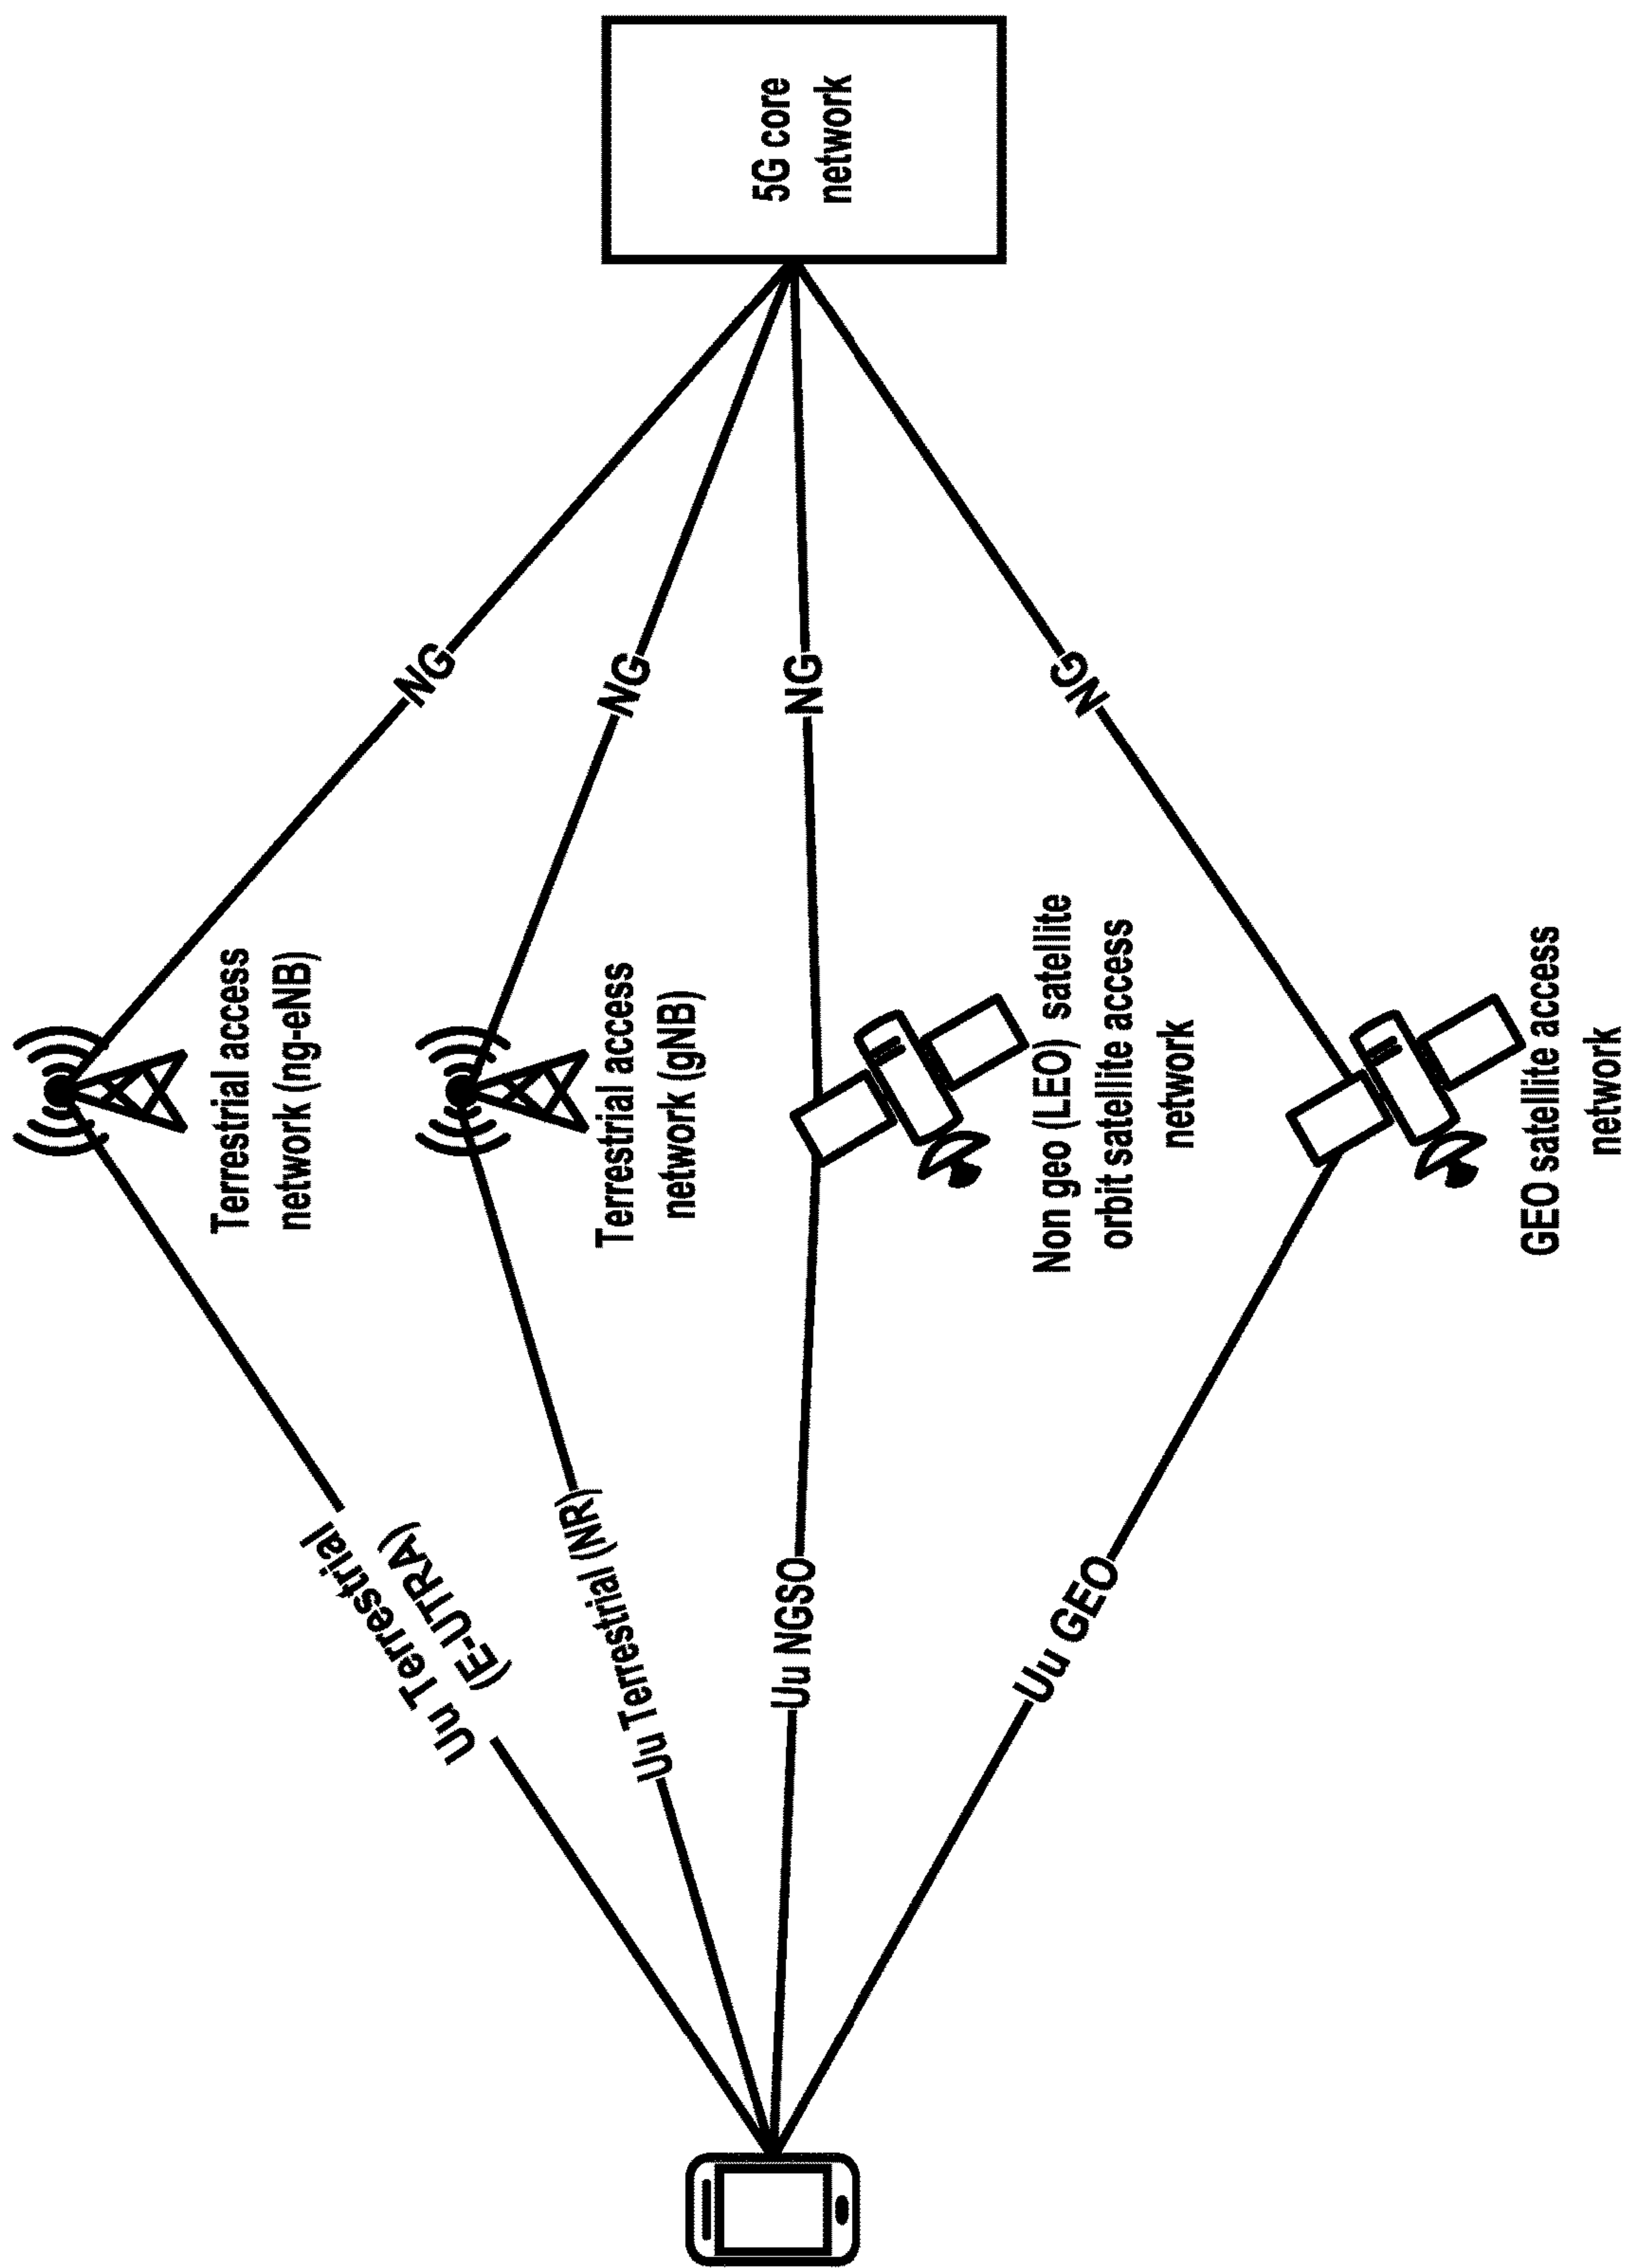 Uu Terrestrial
(E-UTRA)
Uu Terrestrial (NR)
Uu NGSO
Uu GEO
Terrestrial access
network (ng-eNB)
Terrestrial access
network (gNB)
Non geo (LEO) satellite
orbit satellite access
network
GEO satellite access
network
NG
NG
NG
NG
5G core
network